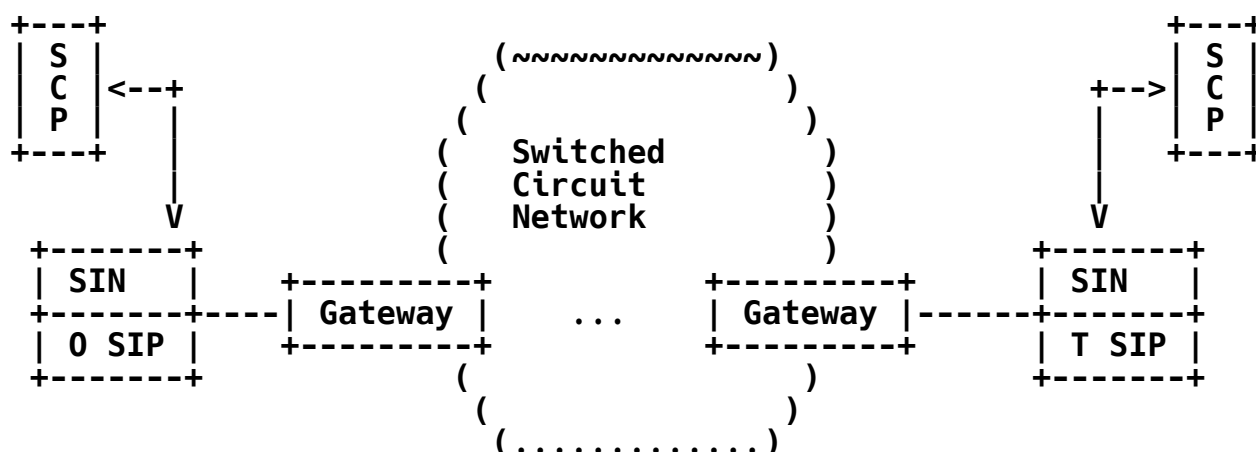 +---+                                                    +---+
| S |                    (~~~~~~~~~~~~~)                 | S |
| C |<--+               (               )            +-->| C |
| P |   |              (                 )           |   | P |
+---+   |             (   Switched        )          |   +---+
        |             (   Circuit         )          |
        V             (   Network         )          V
+-------+             (                   )       +-------+
| SIN   |    +---------+           +---------+       | SIN   |
+-------+----| Gateway |    ...    | Gateway |------+-------+
| O SIP |    +---------+           +---------+       | T SIP |
+-------+              (                 )        +-------+
                        (               )
                         (.............)